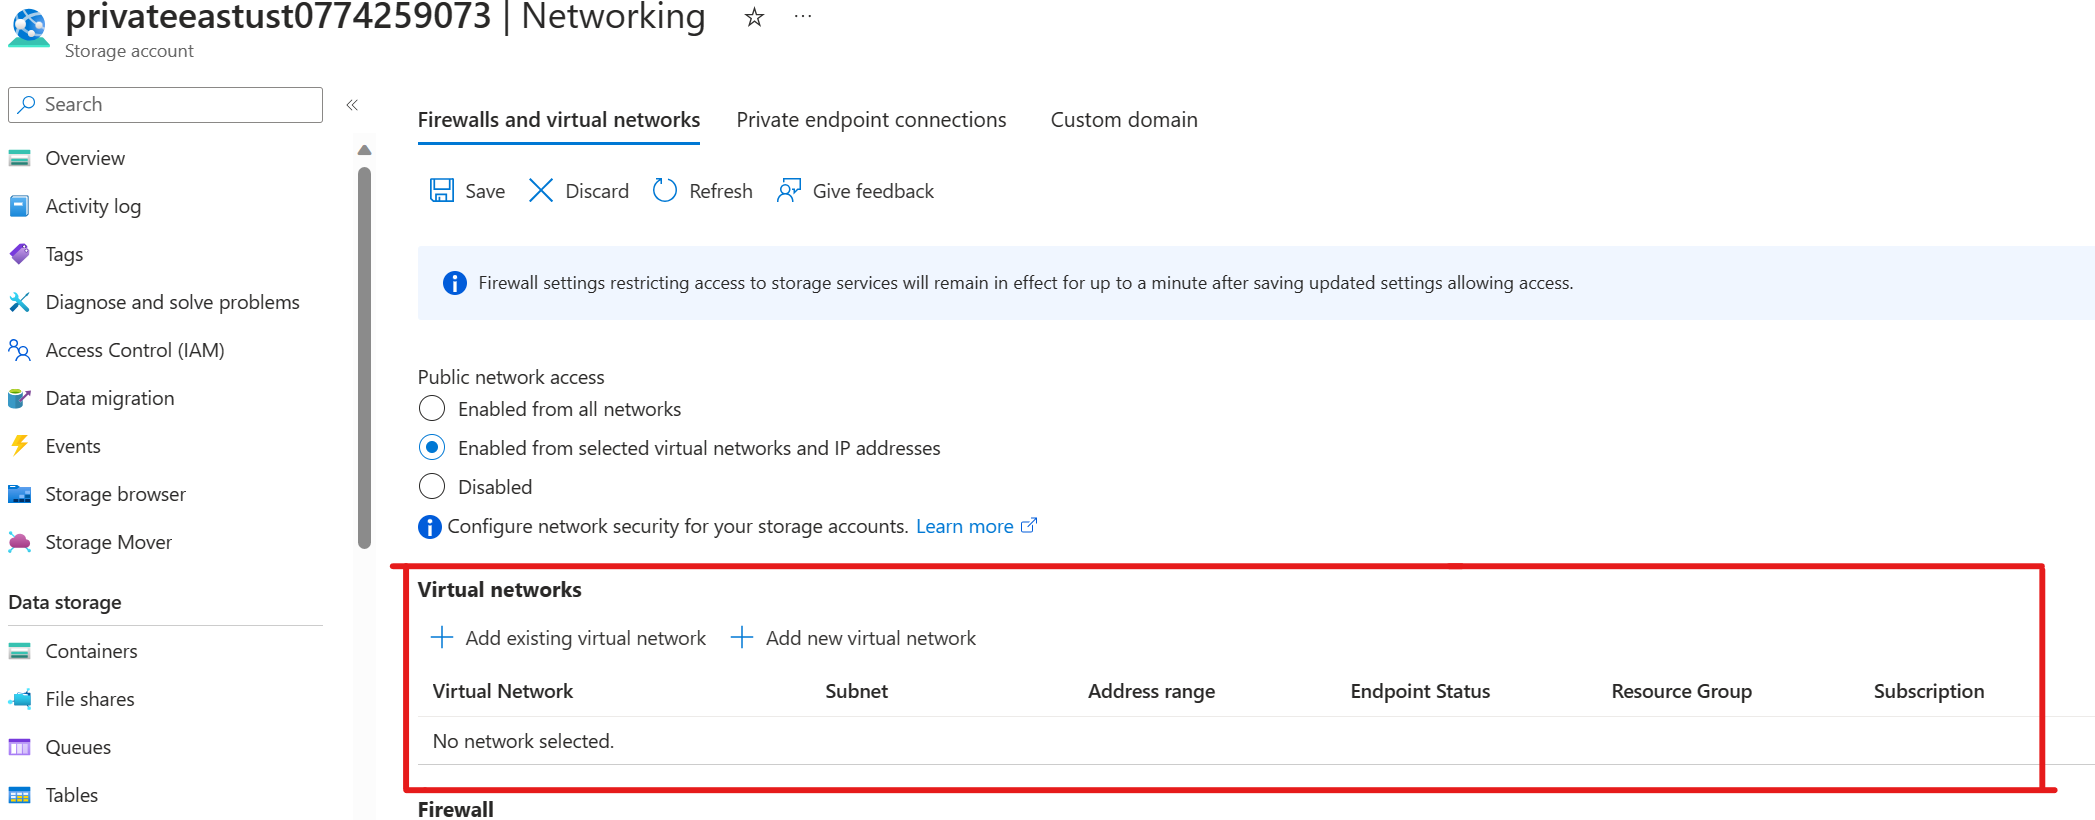 privateeastust0774259073 | Networking
Storage account
Search
Overview
Activity log
Tags
Diagnose and solve problems
Access Control (IAM)
Data migration
Events
Storage browser
Storage Mover
Data storage
Containers
File shares
Queues
Tables
Firewalls and virtual networks Private endpoint connections Custom domain
Save Discard Refresh Give feedback
Firewall settings restricting access to storage services will remain in effect for up to a minute after saving updated settings allowing access.
Public network access
Enabled from all networks
Enabled from selected virtual networks and IP addresses
Disabled
Configure network security for your storage accounts. Learn more
Virtual networks
Add existing virtual network Add new virtual network
Virtual Network Subnet Address range Endpoint Status Resource Group Subscription
No network selected.
Firewall